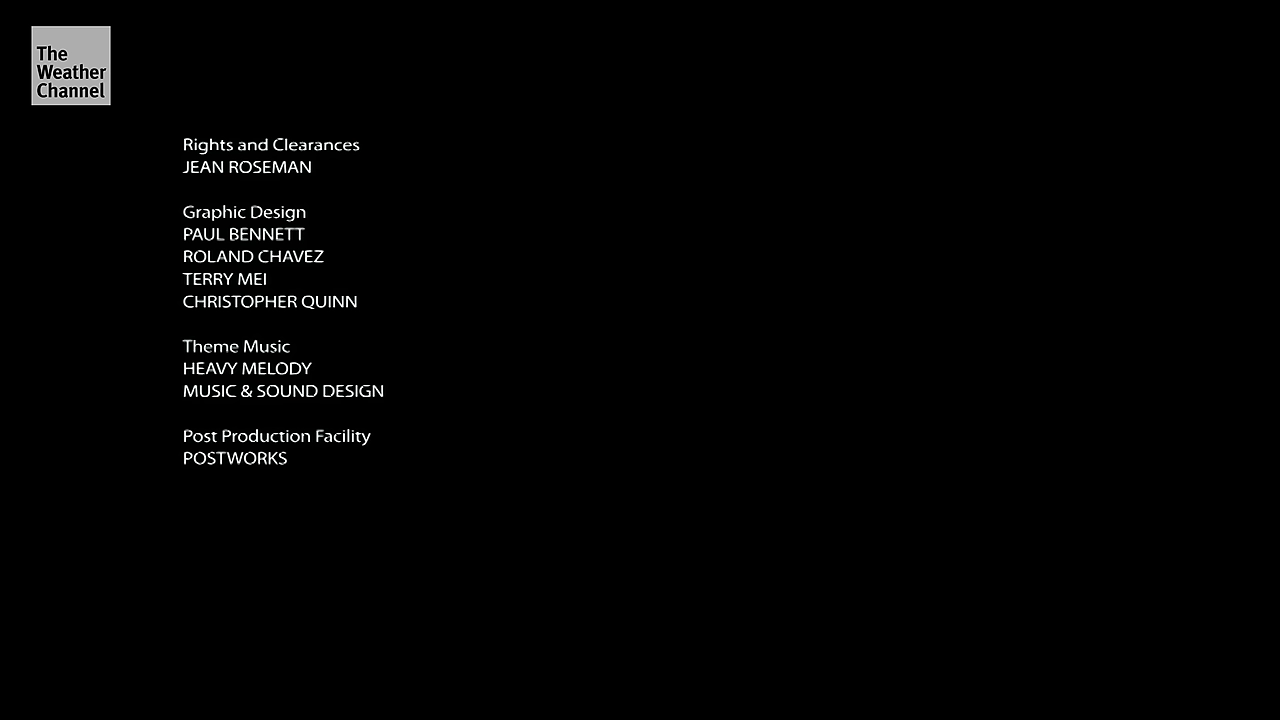 The
Weather
Channel
Rights and Clearances
JEAN ROSEMAN
Graphic Design
PAUL BENNETT
ROLAND CHAVEZ
TERRY MEI
CHRISTOPHER QUINN
Theme Music
HEAVY MELODY
MUSIC & SOUND DESIGN
Post Production Facility
POSTWORKS